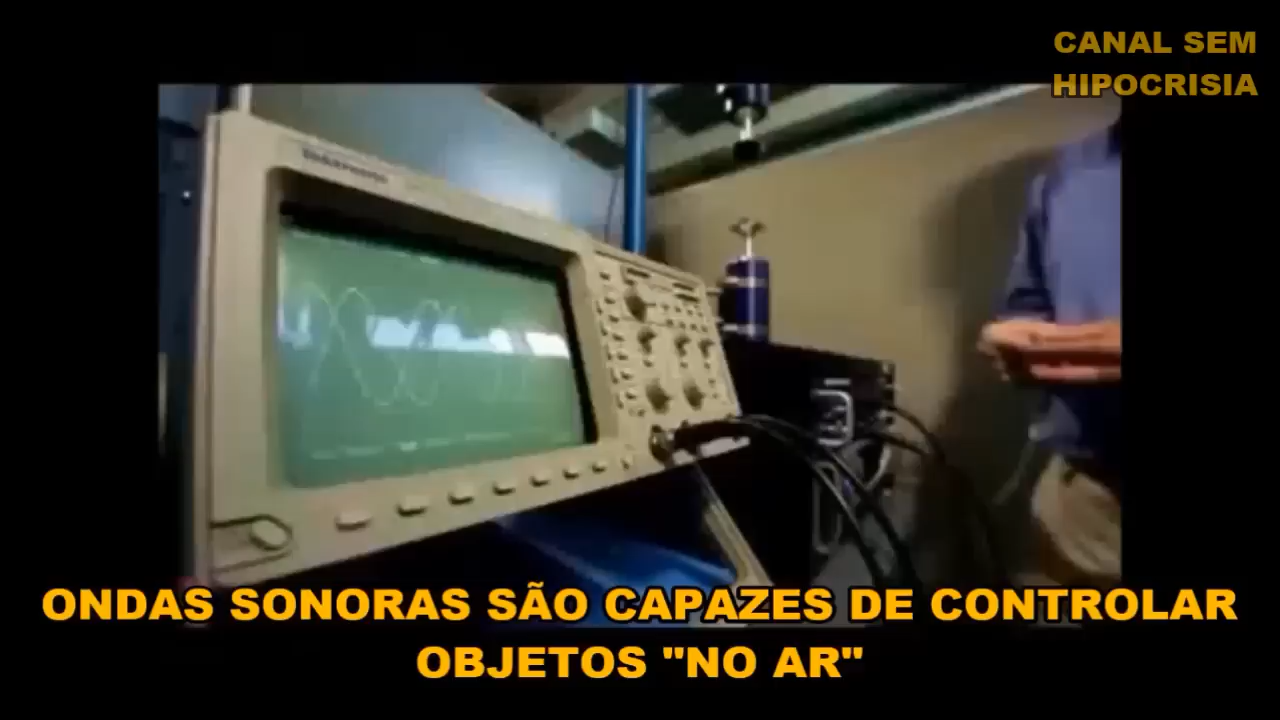 CANAL SEM
HIPOCRISIA
ONDAS SONORAS SÃO CAPAZES DE CONTROLAR
OBJETOS "NO AR"